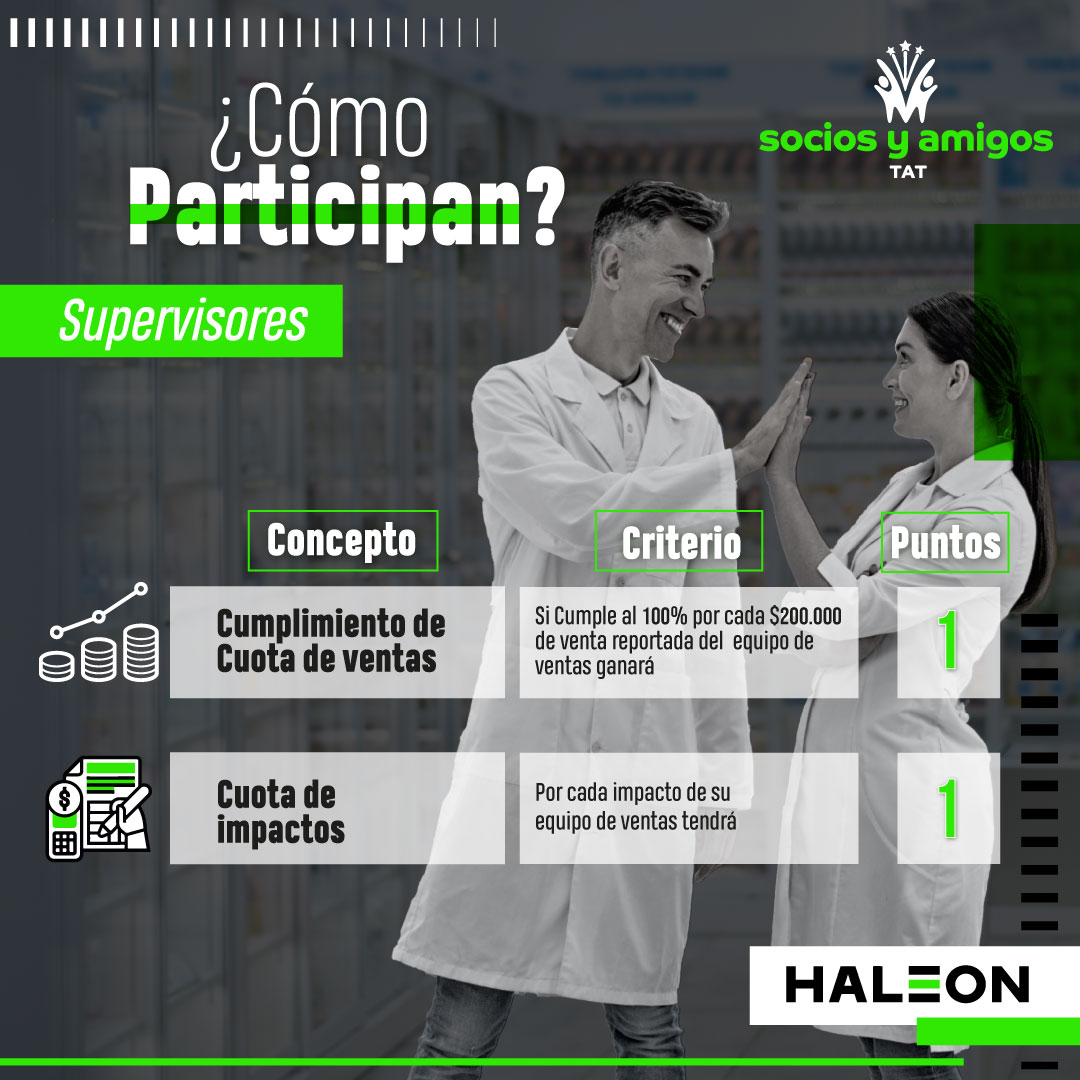 ¿Cómo
Participan?
socios y amigos
TAT
Supervisores
Concepto
Criterio
Puntos
Cumplimiento de
Cuota de ventas
Si Cumple al 100% por cada $200.000
de venta reportada del equipo de
ventas ganará
1
$
Cuota de
impactos
Por cada impacto de su
equipo de ventas tendrá
1
HALEON